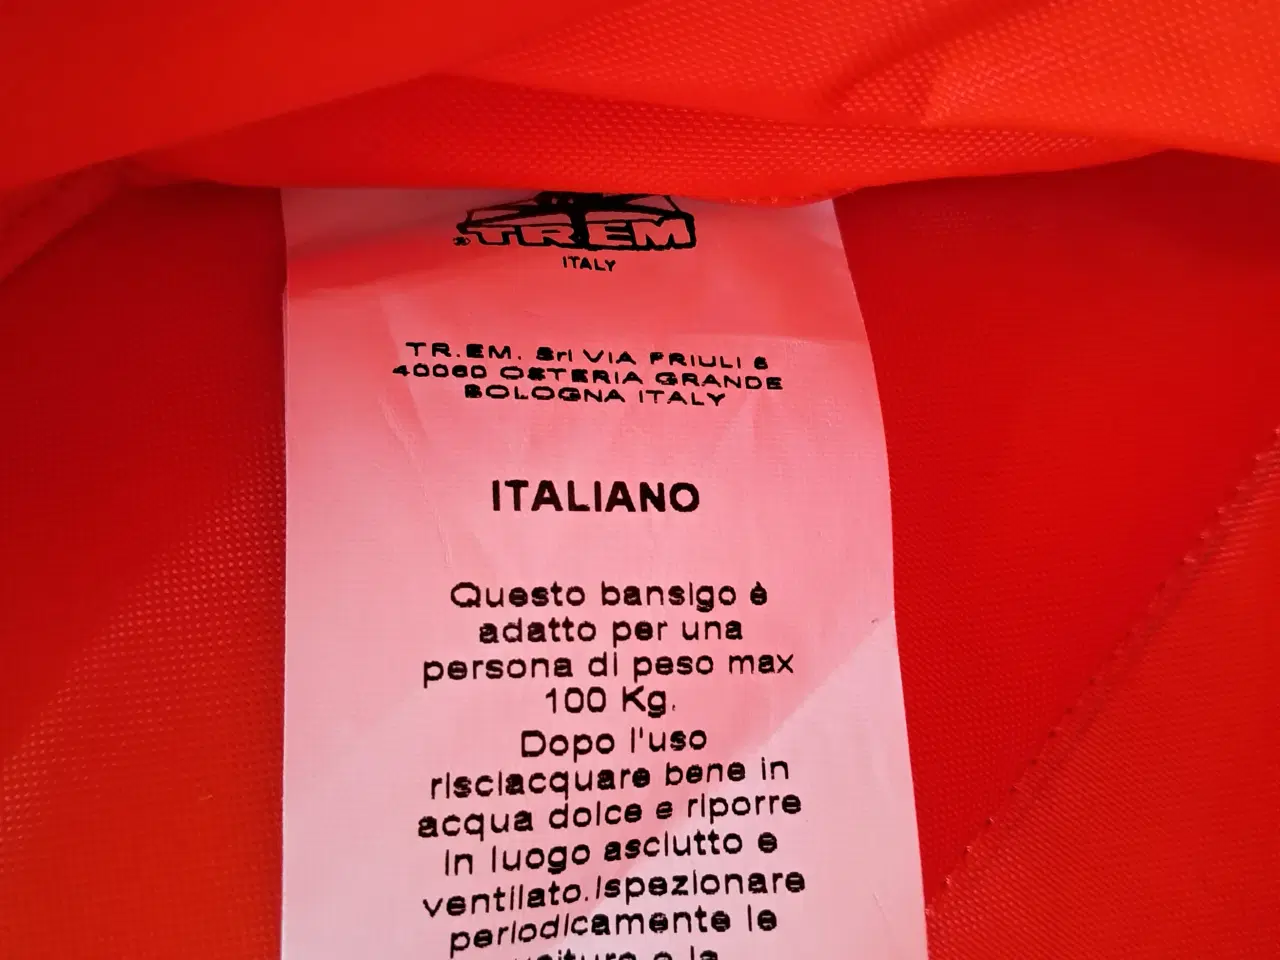 TR.EM
ITALY
TR.EM. Srl VIA FRIULI 6
40060 OSTERIA GRANDE
BOLOGNA ITALY
ITALIANO
Questo bansigo è
adatto per una
persona di peso max
100 Kg.
Dopo l'uso
risciacquare bene in
acqua dolce e riporre
in luogo asciutto e
ventilato.Ispezionare
periodicamente le
e la